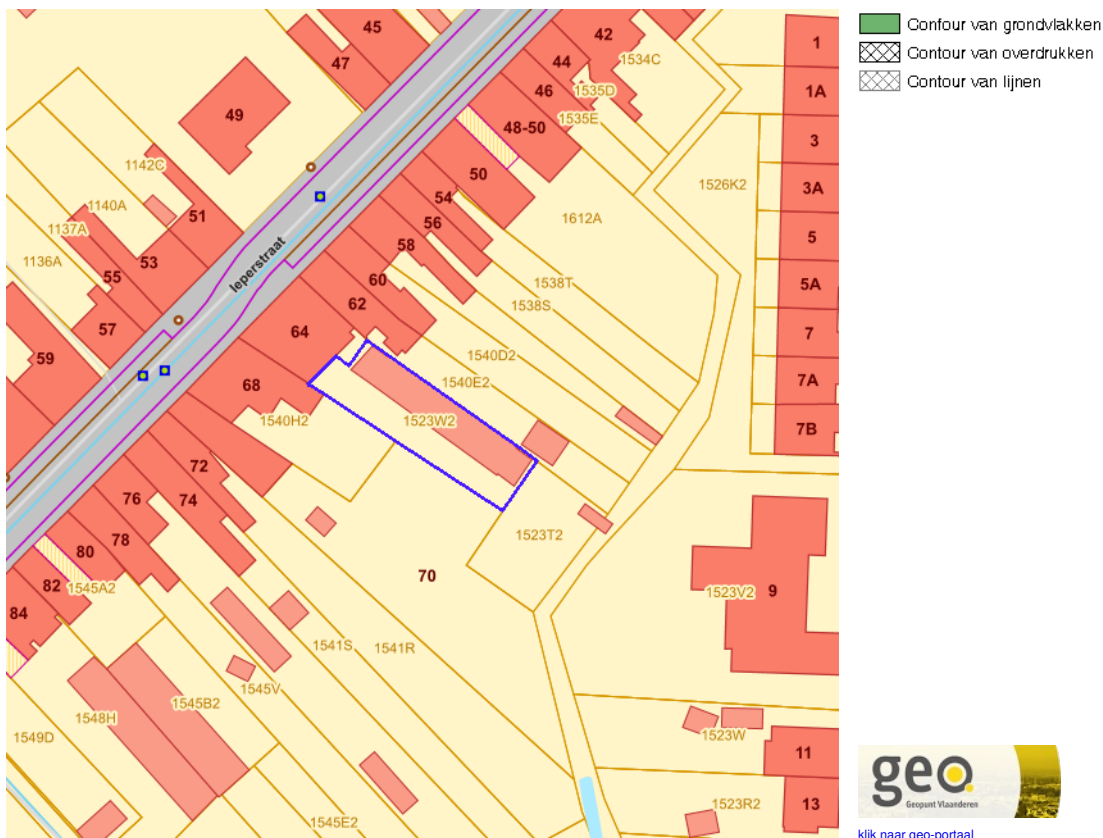 45
42
1534C
1
47
44
46
1535D
1A
49
1535E
48-50
3
1142C
50
1526K2
3A
1140A
54
51
56
1612A
1137A
5
1136A
53
Ieperstraat
58
55
60
1538T
5A
1538S
62
57
64
7
59
1540D2
7A
1540E2
68
1540H2
1523W2
7B
72
76
74
78
1523T2
80
70
82
1545A2
84
1523V2
9
1541S
1541R
1545V
1545B2
1548H
1549D
1523W
11
1523R2
13
1545E2
Contour van grondvlakken
Contour van overdrukken
Contour van lijnen
geo
Geopunt Vlaanderen
klik naar geo-portaal